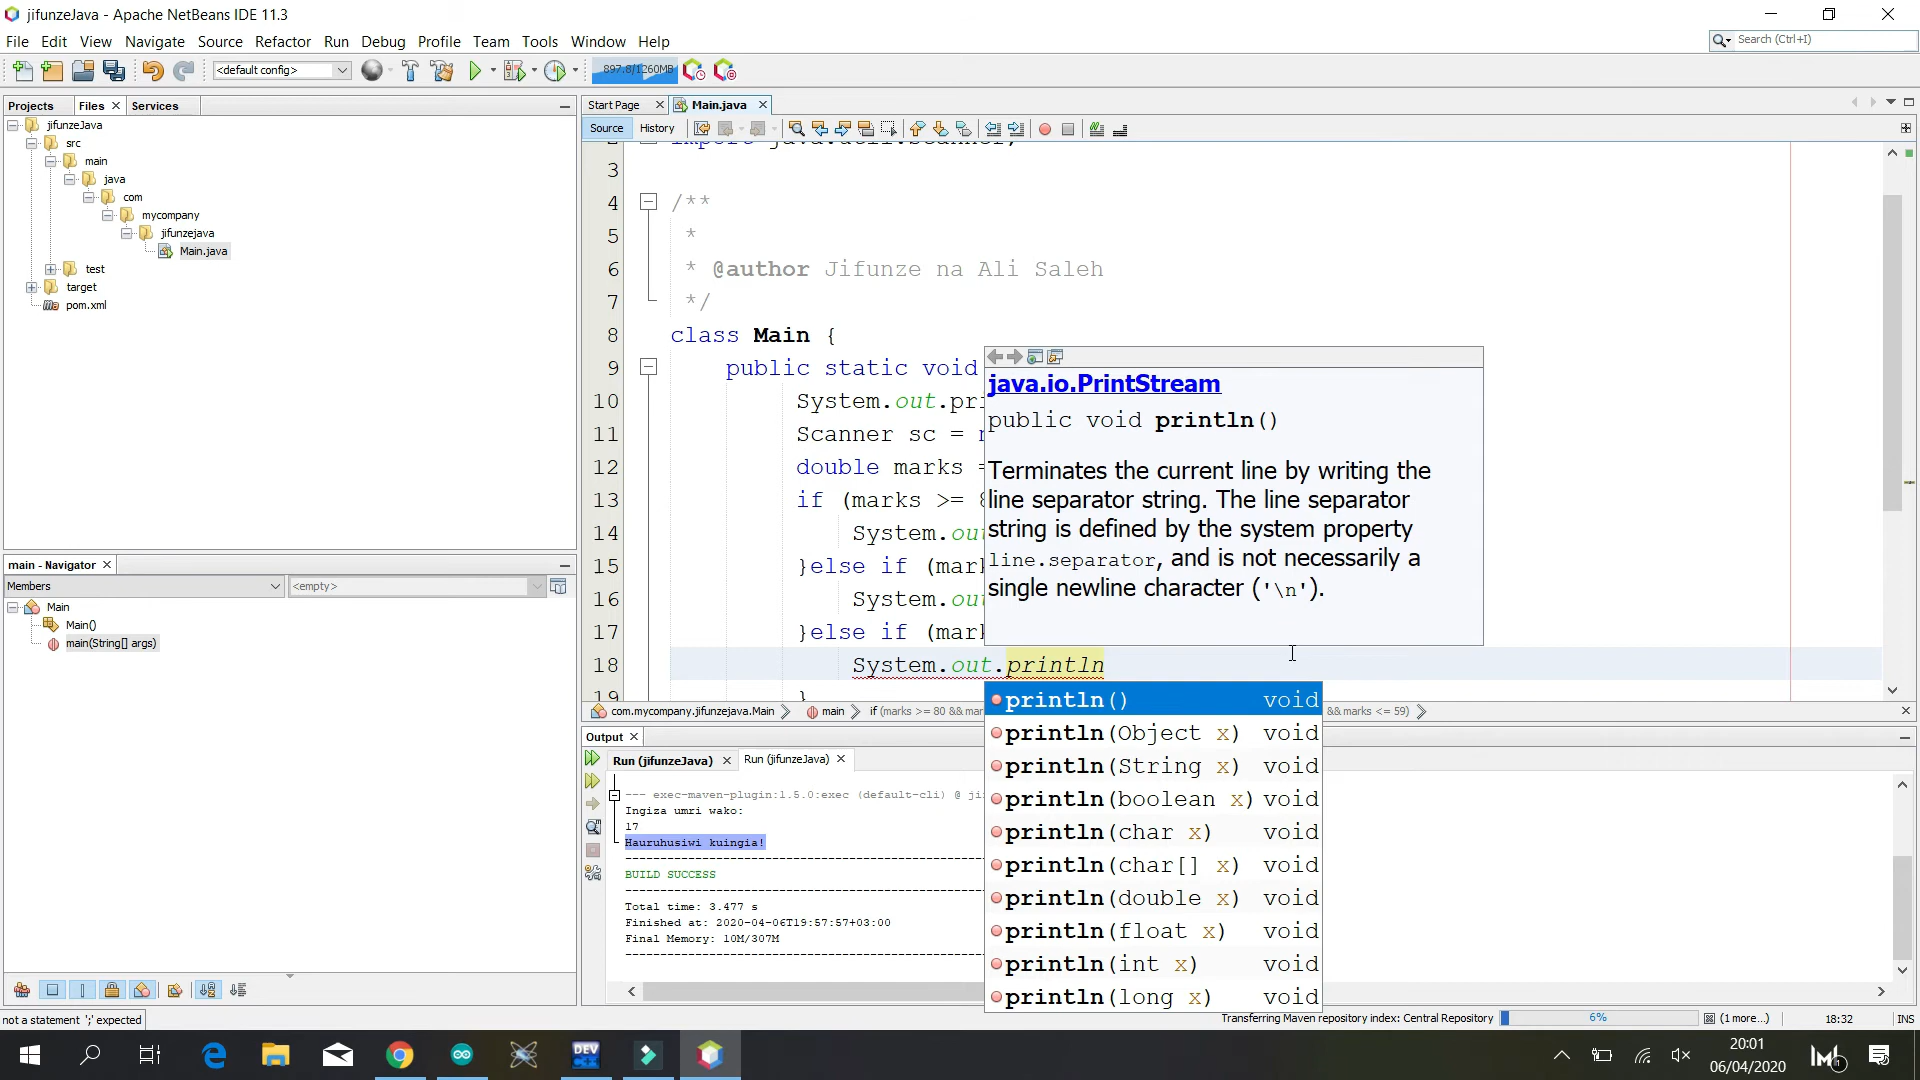 jifunzeJava - Apache NetBeans IDE 11.3
File Edit View Navigate Source Refactor Run Debug Profile Team Tools Window Help
Search (Ctrl+I)
<default config>
897.8/1260MB
Projects Files Services
jifunzeJava
src
main
java
com
mycompany
jifunzejava
Main.java
test
target
pom.xml
main - Navigator
Members <empty>
Main
Main()
main(String[] args)
Start Page Main.java
Source History
import java.util.Scanner;
3
4 /**
5 *
6 * @author Jifunze na Ali Saleh
7 */
8 class Main {
9 public static void
10 System.out.pri
11 Scanner sc = n
12 double marks =
13 if (marks >= 8
14 System.out
15 }else if (mark
16 System.out
17 }else if (mark
18 System.out.println
19 }
java.io.PrintStream
public void println()
Terminates the current line by writing the
line separator string. The line separator
string is defined by the system property
line.separator, and is not necessarily a
single newline character ('\n').
println() void
println(Object x) void
println(String x) void
println(boolean x) void
println(char x) void
println(char[] x) void
println(double x) void
println(float x) void
println(int x) void
println(long x) void
com.mycompany.jifunzejava.Main main if (marks >= 80 && mar && marks <= 59)
Output
Run (jifunzeJava) Run (jifunzeJava)
--- exec-maven-plugin:1.5.0:exec (default-cli) @ ji
Ingiza umri wako:
17
Hauruhusiwi kuingia!
BUILD SUCCESS
Total time: 3.477 s
Finished at: 2020-04-06T19:57:57+03:00
Final Memory: 10M/307M
not a statement ';' expected
Transferring Maven repository index: Central Repository 6% (1 more...) 18:32 INS
DEV
C++
20:01
06/04/2020
1